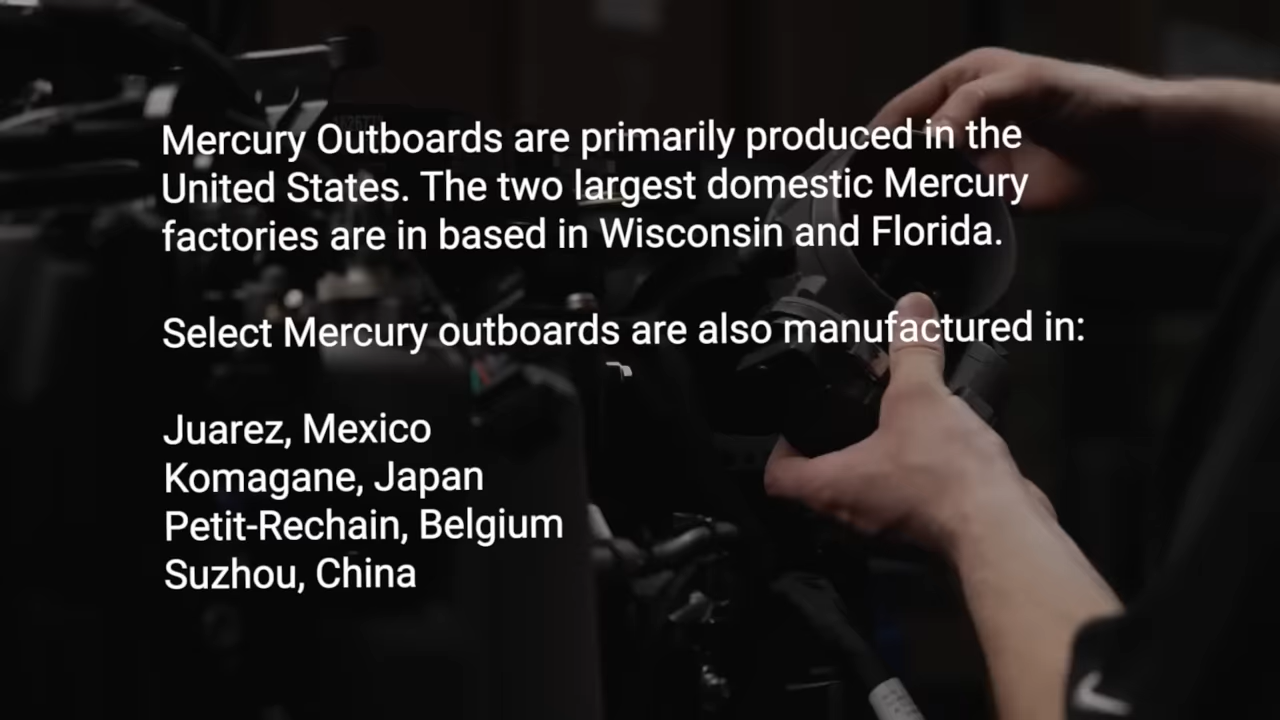 Mercury Outboards are primarily produced in the
United States. The two largest domestic Mercury
factories are in based in Wisconsin and Florida.
Select Mercury outboards are also manufactured in:
Juarez, Mexico
Komagane, Japan
Petit-Rechain, Belgium
Suzhou, China